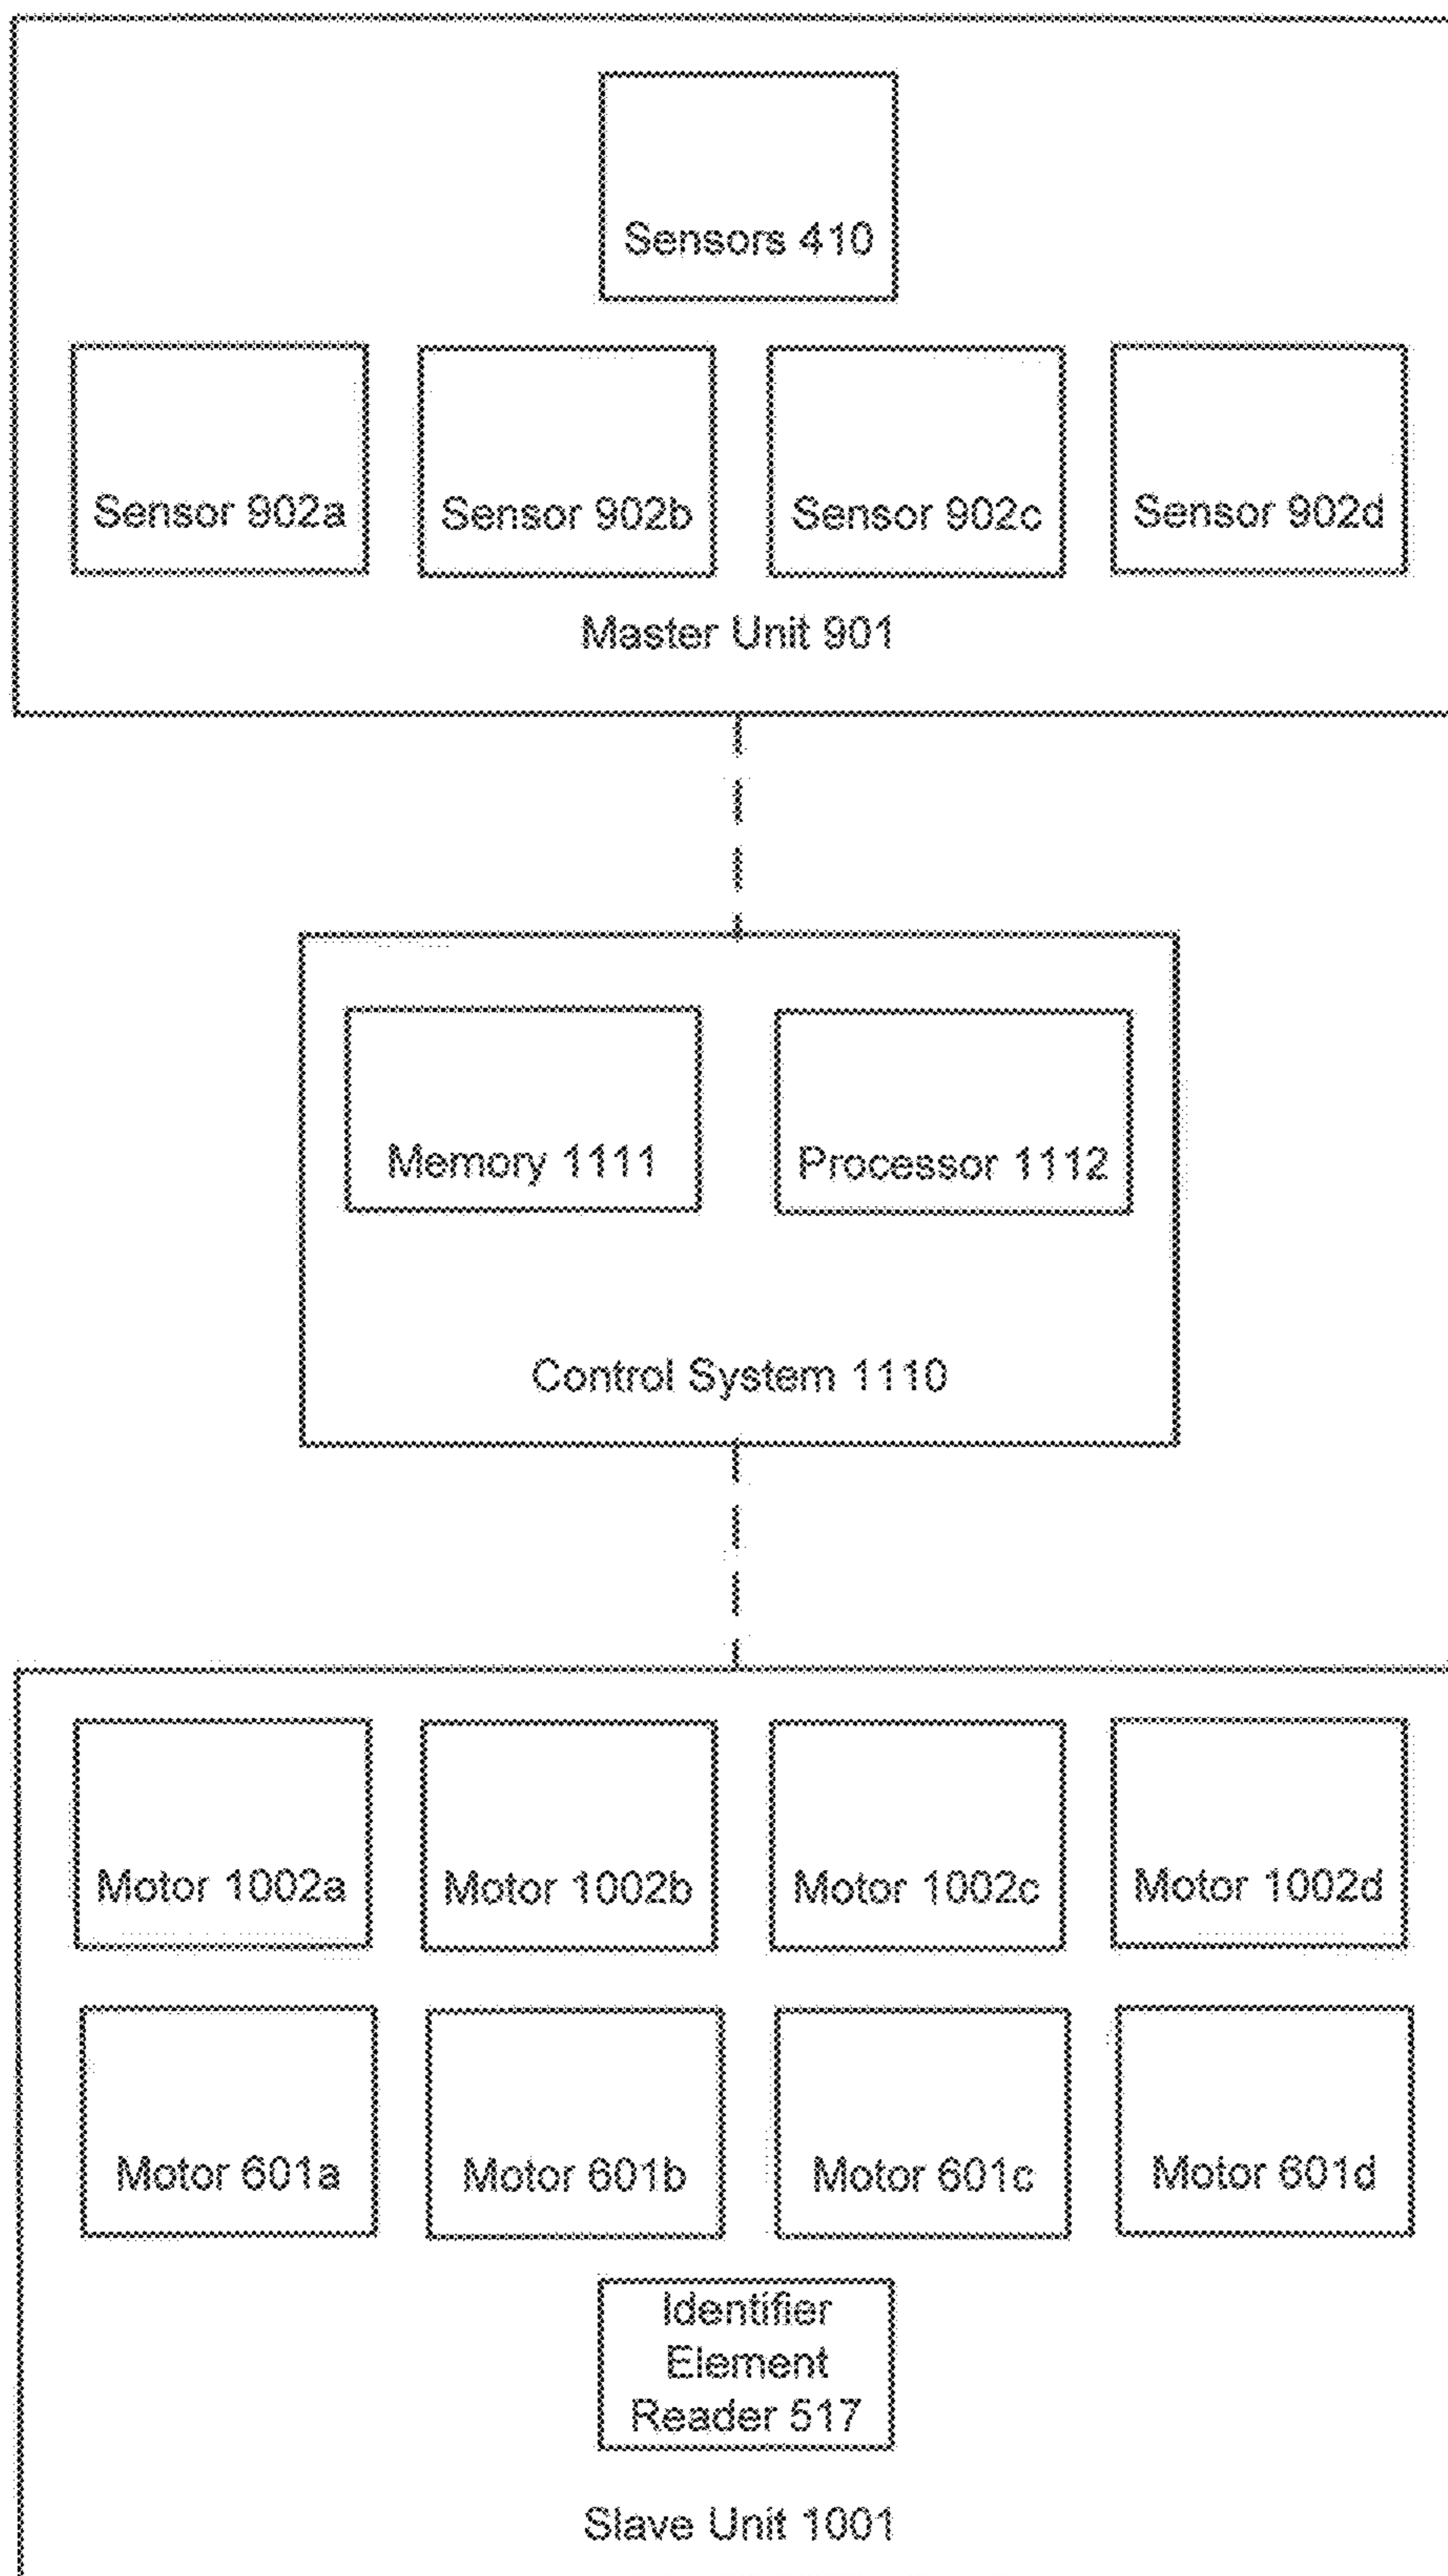 Sensors 410
Sensor 902a
Sensor 902b
Sensor 902c
Sensor 902d
Master Unit 901
Memory 1111
Processor 1112
Control System 1110
Motor 1002a
Motor 1002b
Motor 1002c
Motor 1002d
Motor 601a
Motor 601b
Motor 601c
Motor 601d
Identifier
Element
Reader 517
Slave Unit 1001